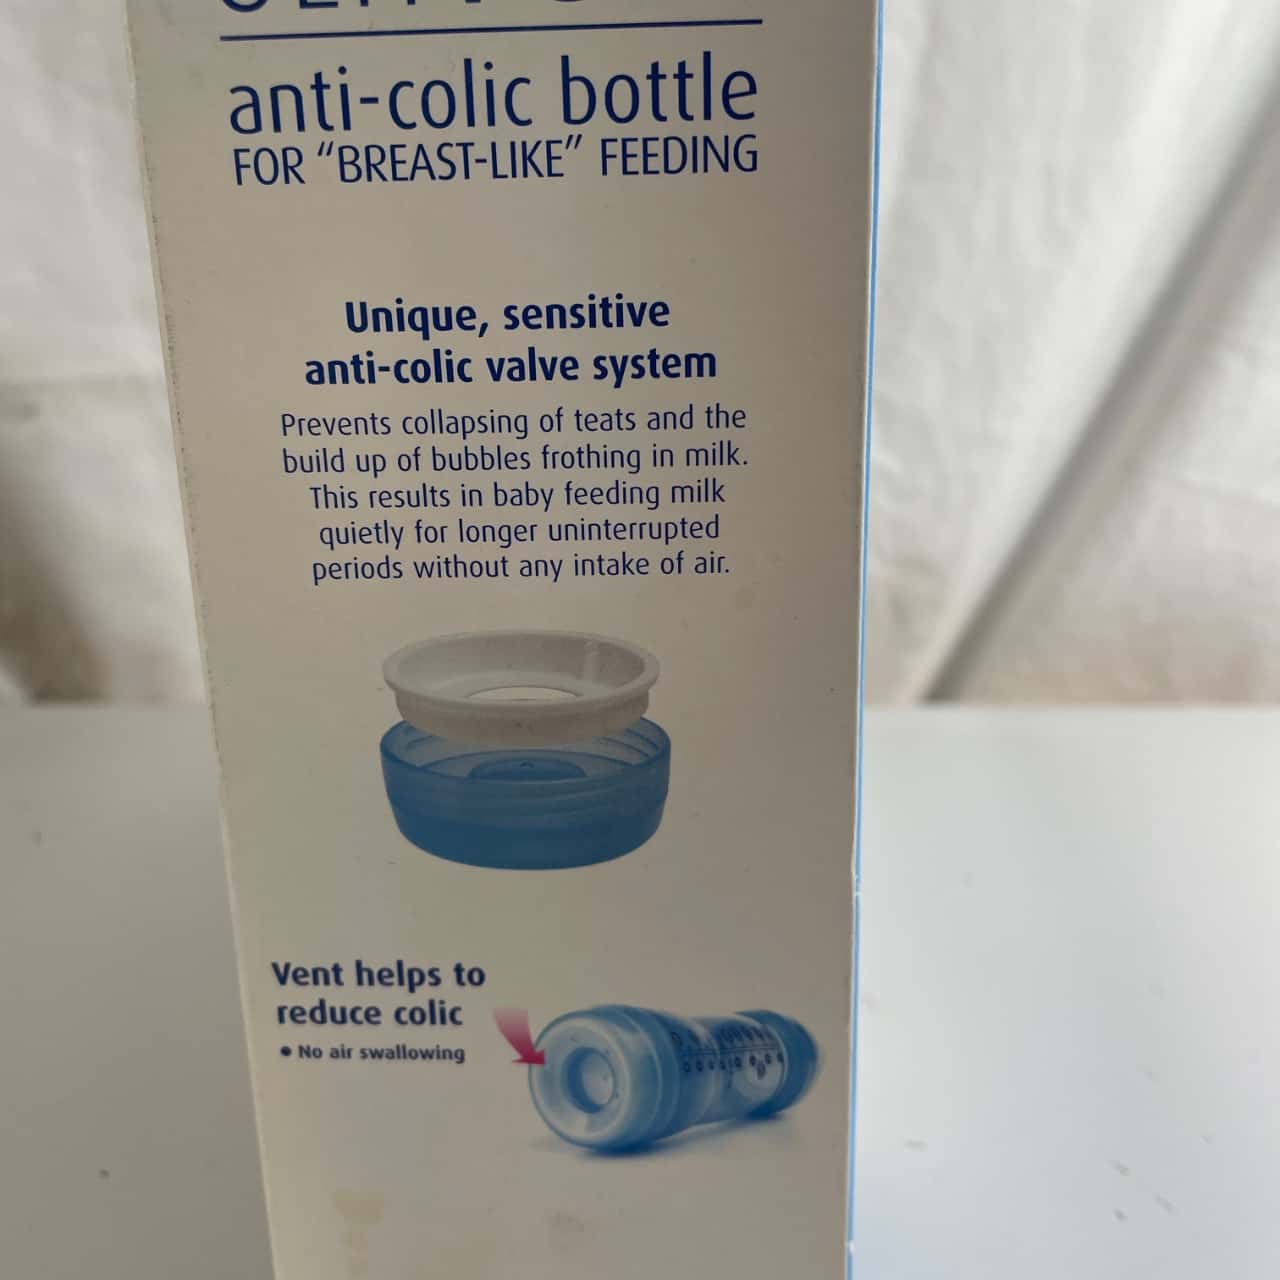 anti-colic bottle
FOR “BREAST-LIKE” FEEDING
Unique, sensitive
anti-colic valve system
Prevents collapsing of teats and the
build up of bubbles frothing in milk.
This results in baby feeding milk
quietly for longer uninterrupted
periods without any intake of air.
Vent helps to
reduce colic
• No air swallowing